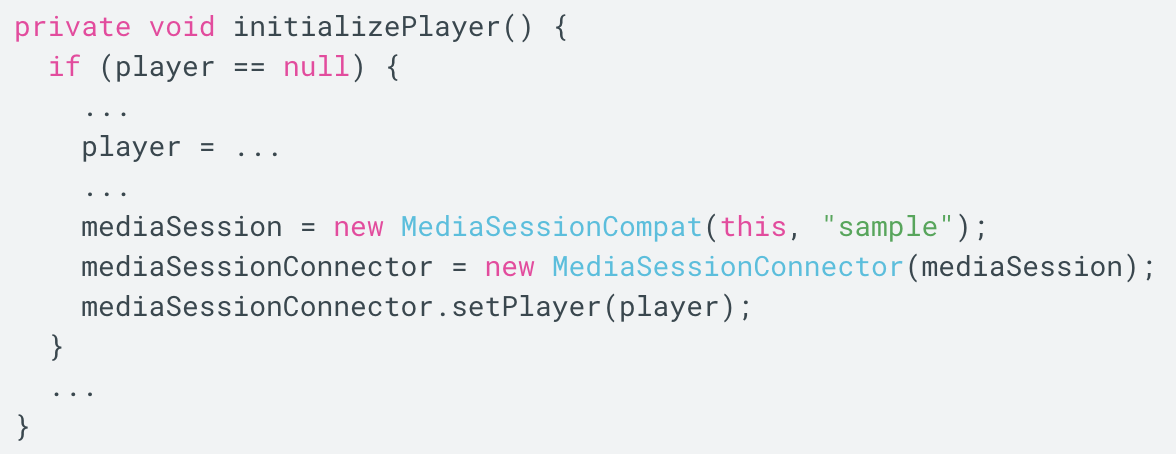 private void initializePlayer() {
  if (player == null) {
    ...
    player = ...
    ...
    mediaSession = new MediaSessionCompat(this, "sample");
    mediaSessionConnector = new MediaSessionConnector(mediaSession);
    mediaSessionConnector.setPlayer(player);
  }
  ...
}